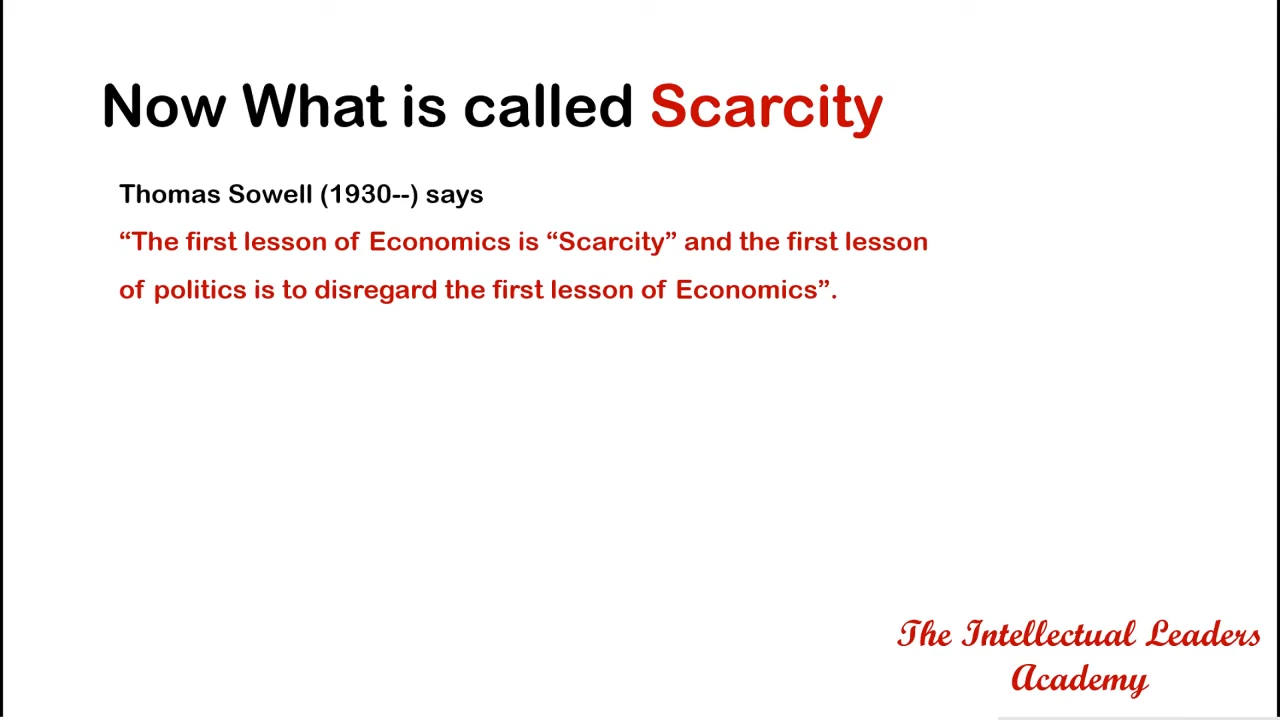 Now What is called Scarcity
Thomas Sowell (1930--) says
“The first lesson of Economics is “Scarcity” and the first lesson
of politics is to disregard the first lesson of Economics”.
The Intellectual Leaders
Academy